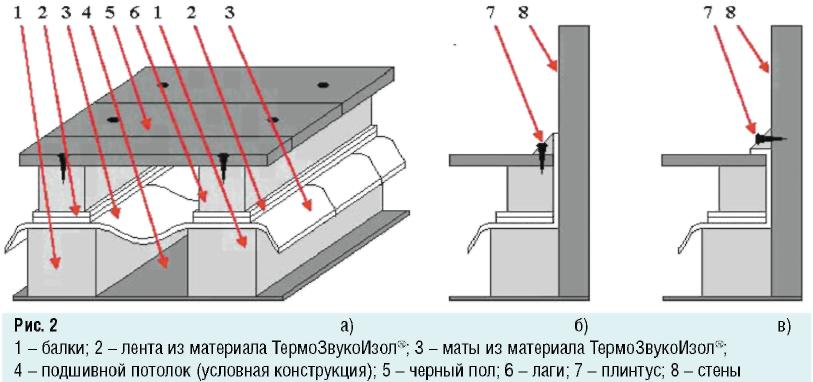 1 2 3 4 5 6 1 2 3 7 8 7 8
Рис. 2 а) б) в)
1 – балки; 2 – лента из материала ТермоЗвукоИзол®; 3 – маты из материала ТермоЗвукоИзол®;
4 – подшивной потолок (условная конструкция); 5 – черный пол; 6 – лаги; 7 – плинтус; 8 – стены